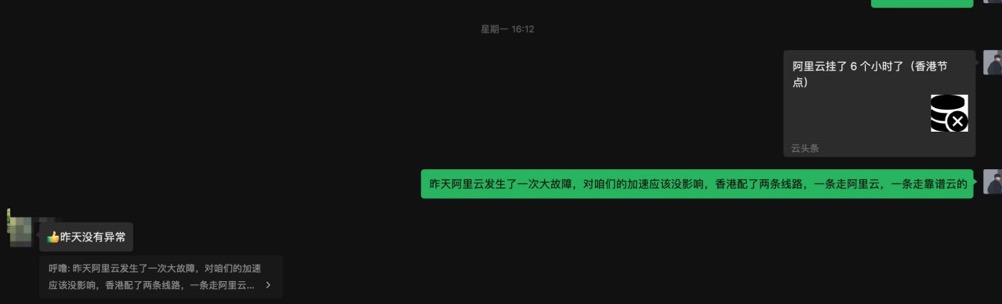 星期一 16:12
阿里云挂了 6 个小时了（香港节
点）
云头条
昨天阿里云发生了一次大故障，对咱们的加速应该没影响，香港配了两条线路，一条走阿里云，一条走靠谱云的
👍昨天没有异常
呼噜: 昨天阿里云发生了一次大故障，对咱们的加速
应该没影响，香港配了两条线路，一条走阿里云...